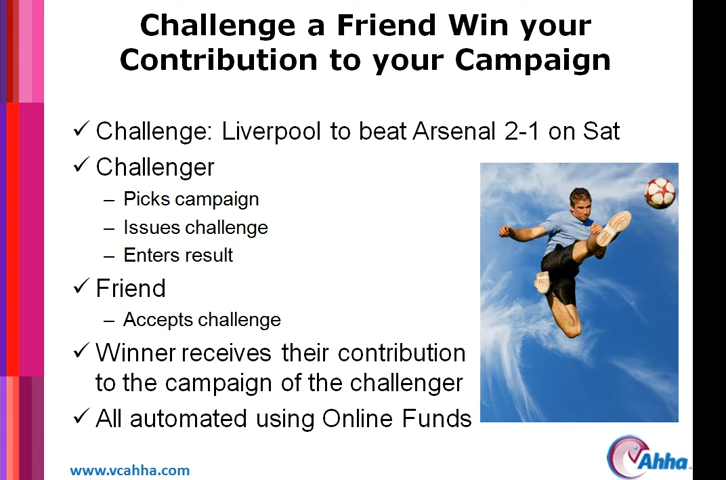 Challenge a Friend Win your
Contribution to your Campaign
✓ Challenge: Liverpool to beat Arsenal 2-1 on Sat
✓ Challenger
– Picks campaign
– Issues challenge
– Enters result
✓ Friend
– Accepts challenge
✓ Winner receives their contribution
to the campaign of the challenger
✓ All automated using Online Funds
www.vcahha.com
Ahha